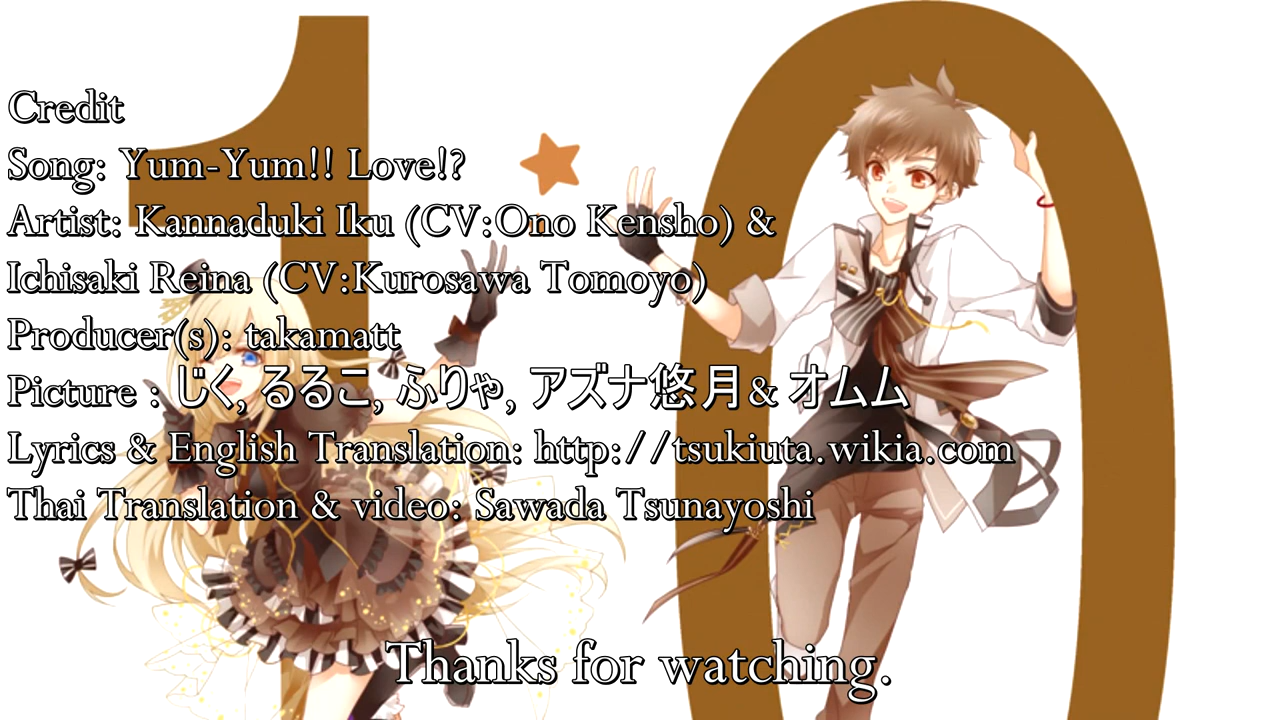 10
Credit
Song: Yum-Yum!! Love!?
Artist: Kannaduki Iku (CV:Ono Kensho) &
Ichisaki Reina (CV:Kurosawa Tomoyo)
Producer(s): takamatt
Picture : じく, るるこ, ふりゃ, アズナ悠月& オムム
Lyrics & English Translation: http://tsukiuta.wikia.com
Thai Translation & video: Sawada Tsunayoshi
Thanks for watching.